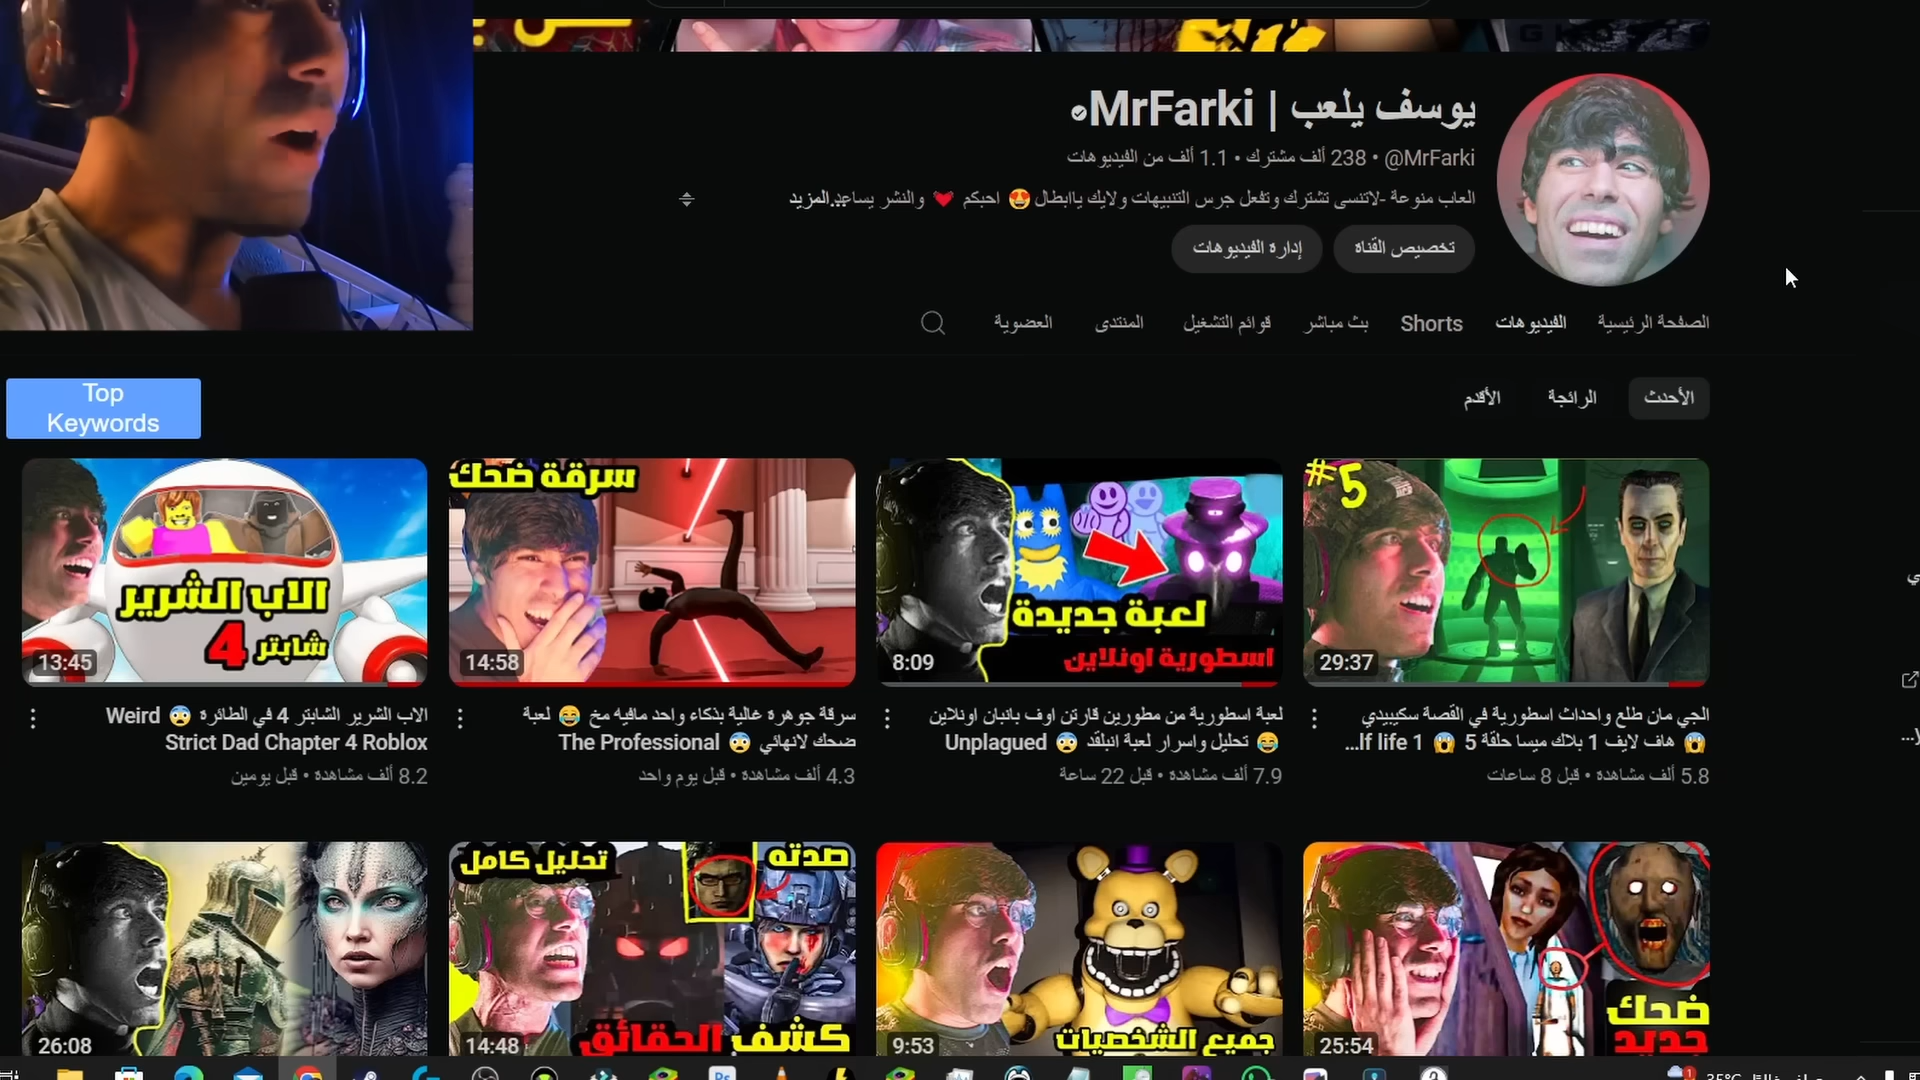 يوسف يلعب | MrFarki
@MrFarki • 238 ألف مشترك • 1.1 ألف من الفيديوهات
العاب منوعة -لاتنسى تشترك وتفعل جرس التنبيهات ولايك ياابطال 😍 احبكم 💓 والنشر يساعد ...المزيد
تخصيص القناة
إدارة الفيديوهات
الصفحة الرئيسية
الفيديوهات
Shorts
بث مباشر
قوائم التشغيل
المنتدى
العضوية
Top
Keywords
الأحدث
الرائجة
الأقدم
#5
29:37
لعبة جديدة
اسطورية اونلاين
8:09
سرقة ضحك
14:58
الاب الشرير
شابتر 4
13:45
الجي مان طلع واحداث اسطورية في القصة سكيبيدي
😱 هاف لايف 1 بلاك ميسا حلقة 5 😱 lf life 1...
5.8 ألف مشاهدة • قبل 8 ساعات
لعبة اسطورية من مطورين قارتن اوف بانبان اونلاين
😂 تحليل واسرار لعبة انبلقد 😨 Unplagued
7.9 ألف مشاهدة • قبل 22 ساعة
سرقة جوهرة غالية بذكاء واحد مافيه مخ 😂 لعبة
ضحك لانهائي 😨 The Professional
4.3 ألف مشاهدة • قبل يوم واحد
الاب الشرير الشابتر 4 في الطائرة 😨 Weird
Strict Dad Chapter 4 Roblox
8.2 ألف مشاهدة • قبل يومين
ضحك
جديد
25:54
جميع الشخصيات
9:53
صدته
تحليل كامل
كشف الحقائق
14:48
26:08
35°C